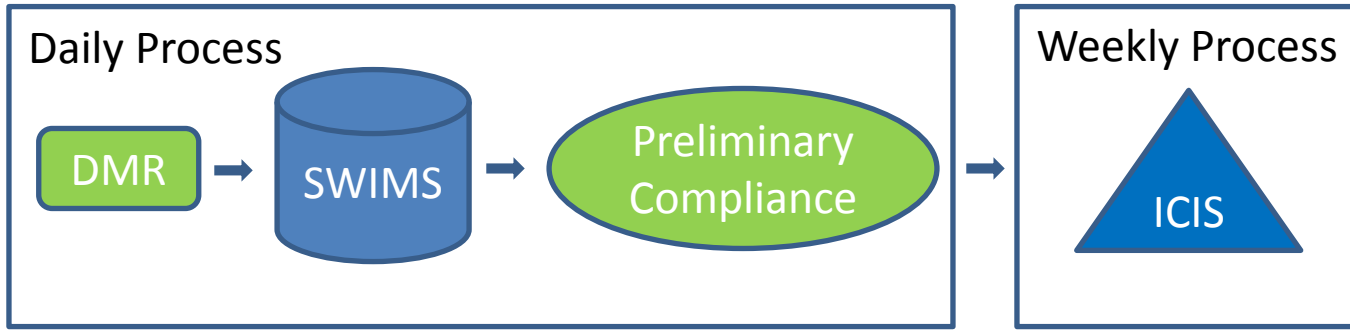 Daily Process
DMR
SWIMS
Preliminary
Compliance
Weekly Process
ICIS